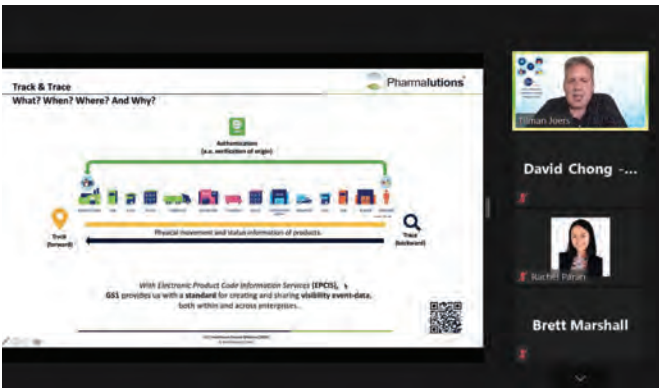 Track & Trace
What? When? Where? And Why?
Pharmalutions
Authentication
(a.o. verification of origin)
Track
(forward)
Physical movement and status information of products.
Trace
(backward)
With Electronic Product Code Information Services (EPCIS),
GS1 provides us with a standard for creating and sharing visibility event-data,
both within and across enterprises.
Tilman Joers
David Chong -...
Rachel Paran
Brett Marshall